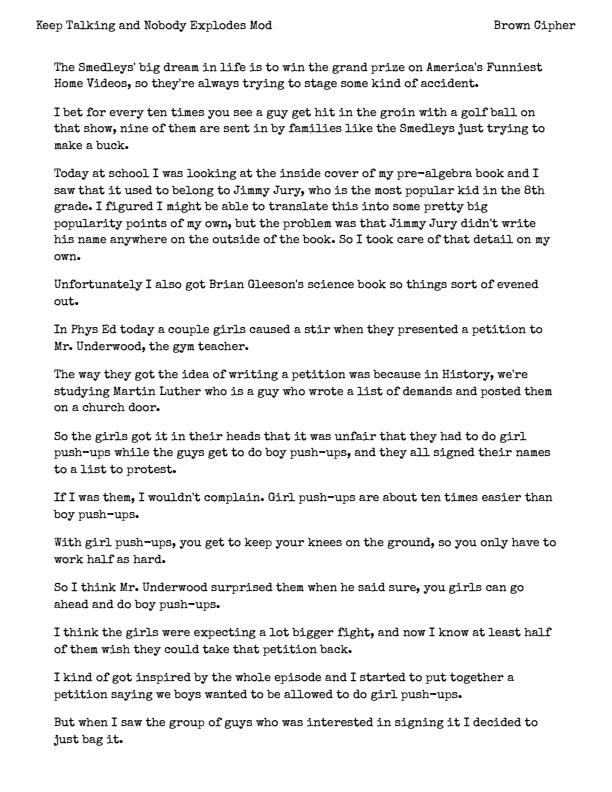 Keep Talking and Nobody Explodes Mod
Brown Cipher
The Smedleys' big dream in life is to win the grand prize on America's Funniest
Home Videos, so they're always trying to stage some kind of accident.
I bet for every ten times you see a guy get hit in the groin with a golf ball on
that show, nine of them are sent in by families like the Smedleys just trying to
make a buck.
Today at school I was looking at the inside cover of my pre-algebra book and I
saw that it used to belong to Jimmy Jury, who is the most popular kid in the 8th
grade. I figured I might be able to translate this into some pretty big
popularity points of my own, but the problem was that Jimmy Jury didn't write
his name anywhere on the outside of the book. So I took care of that detail on my
own.
Unfortunately I also got Brian Gleeson's science book so things sort of evened
out.
In Phys Ed today a couple girls caused a stir when they presented a petition to
Mr. Underwood, the gym teacher.
The way they got the idea of writing a petition was because in History, we're
studying Martin Luther who is a guy who wrote a list of demands and posted them
on a church door.
So the girls got it in their heads that it was unfair that they had to do girl
push-ups while the guys get to do boy push-ups, and they all signed their names
to a list to protest.
If I was them, I wouldn't complain. Girl push-ups are about ten times easier than
boy push-ups.
With girl push-ups, you get to keep your knees on the ground, so you only have to
work half as hard.
So I think Mr. Underwood surprised them when he said sure, you girls can go
ahead and do boy push-ups.
I think the girls were expecting a lot bigger fight, and now I know at least half
of them wish they could take that petition back.
I kind of got inspired by the whole episode and I started to put together a
petition saying we boys wanted to be allowed to do girl push-ups.
But when I saw the group of guys who was interested in signing it I decided to
just bag it.